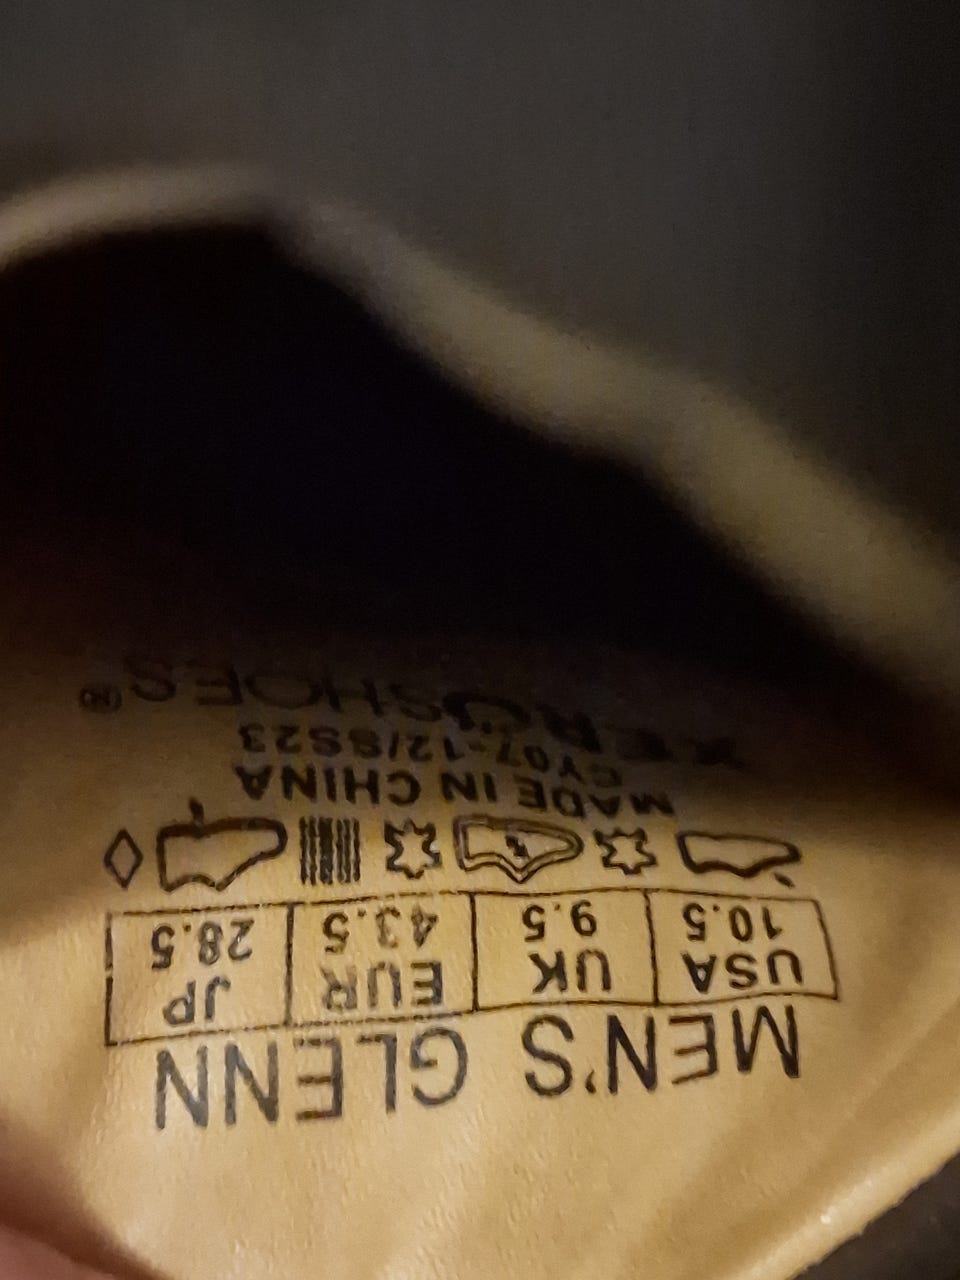 MEN'S GLENN
USA UK EUR JP
10.5 9.5 43.5 28.5
MADE IN CHINA
CY07-12/SS23
XERO SHOES®